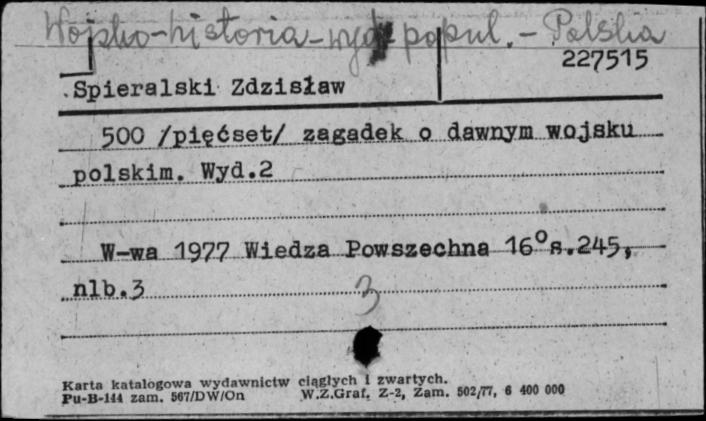 Wojsko-historia-wyd. popul. - Polska
227515
Spieralski Zdzisław
500 /pięćset/ zagadek o dawnym wojsku
polskim. Wyd.2
W-wa 1977 Wiedza Powszechna 16° s.245,
nlb.3
3
Karta katalogowa wydawnictw ciągłych i zwartych.
Pu-B-144 zam. 567/DW/On W.Z.Graf. Z-2, Zam. 502/77, 6 400 000